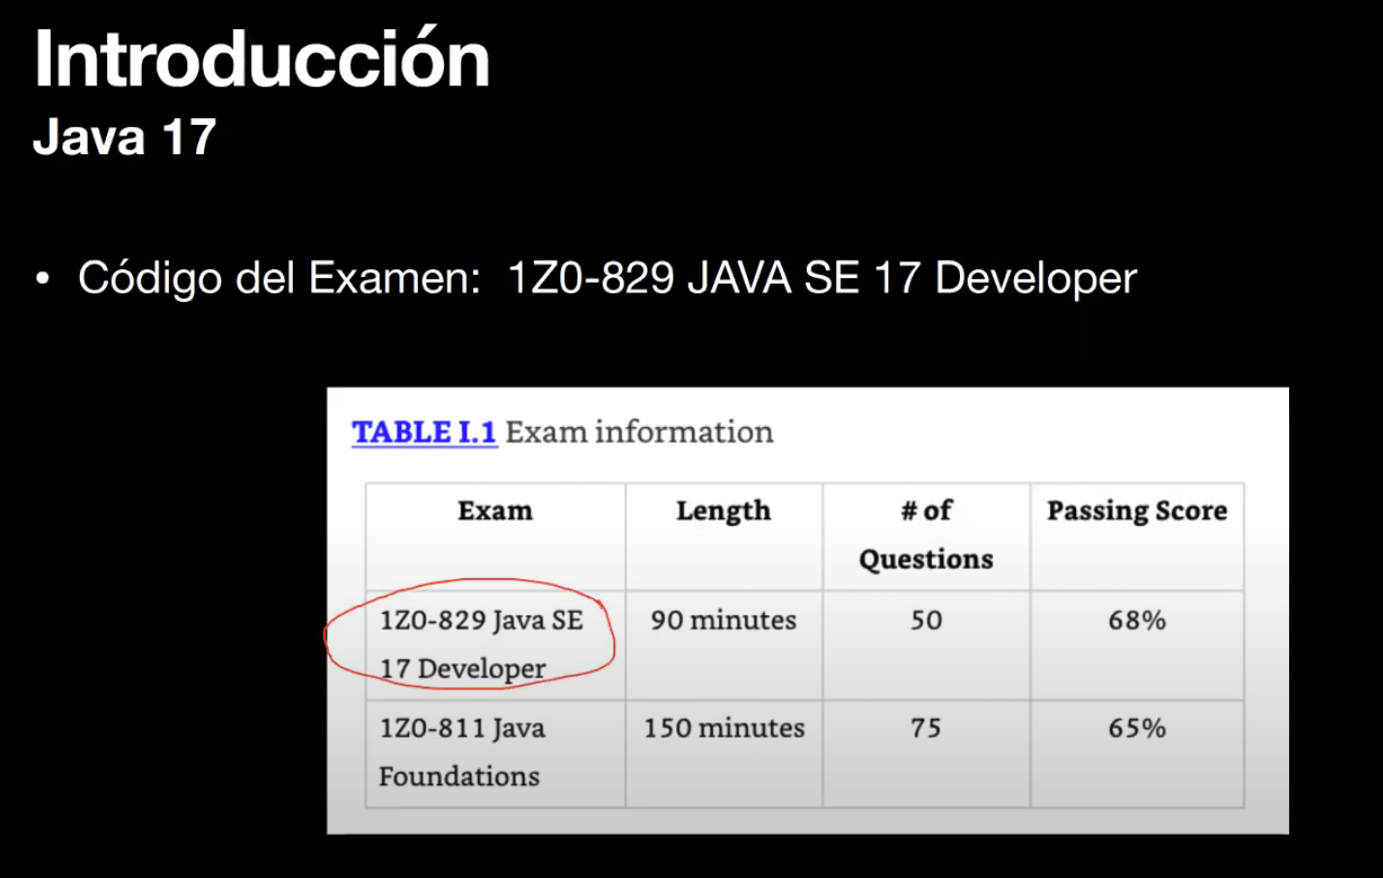 Introducción
Java 17
• Código del Examen: 1Z0-829 JAVA SE 17 Developer
TABLE I.1 Exam information
Exam Length # of Questions Passing Score
1Z0-829 Java SE 17 Developer 90 minutes 50 68%
1Z0-811 Java Foundations 150 minutes 75 65%